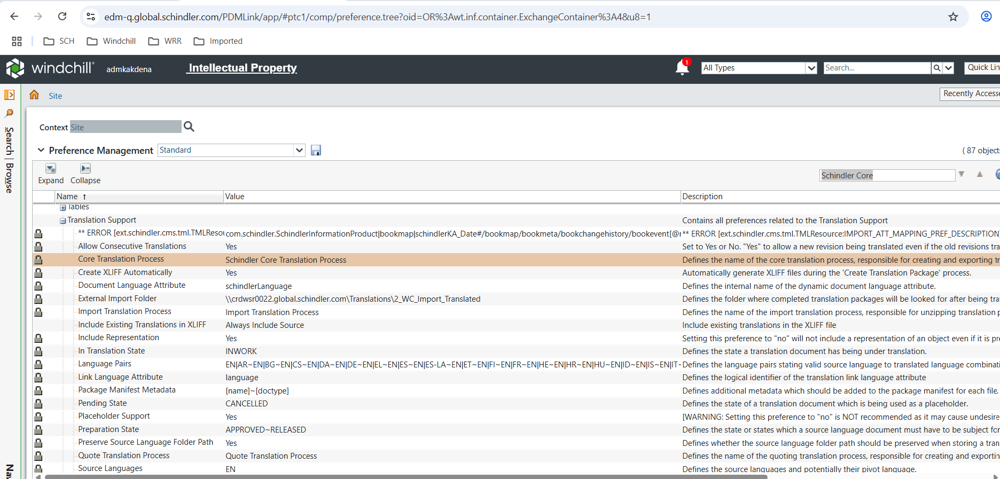 edm-q.global.schindler.com/PDMLink/app/#ptc1/comp/preference.tree?oid=OR%3Awt.inf.container.ExchangeContainer%3A4&u8=1
SCH Windchill WRR Imported
windchill® admkakdena Intellectual Property 1 All Types Search... Quick Lin
Site Recently Accesse
Search | Browse
Context Site
Preference Management Standard ( 87 objects
Expand Collapse Schindler Core
Name ↑ Value Description
Tables
Translation Support Contains all preferences related to the Translation Support
** ERROR [ext.schindler.cms.tml.TMLResou com.schindler.SchindlerInformationProduct|bookmap|schindlerKA_Date#/bookmap/bookmeta/bookchangehistory/bookevent[@r ** ERROR [ext.schindler.cms.tml.TMLResource:IMPORT_ATT_MAPPING_PREF_DESCRIPTION]
Allow Consecutive Translations Yes Set to Yes or No. "Yes" to allow a new revision being translated even if the old revisions tra
Core Translation Process Schindler Core Translation Process Defines the name of the core translation process, responsible for creating and exporting tr
Create XLIFF Automatically Yes Automatically generate XLIFF files during the 'Create Translation Package' process.
Document Language Attribute schindlerLanguage Defines the internal name of the dynamic document language attribute.
External Import Folder \\crdwsr0022.global.schindler.com\Translations\2_WC_Import_Translated Defines the folder where completed translation packages will be looked for after being tra
Import Translation Process Import Translation Process Defines the name of the import translation process, responsible for unzipping translation p
Include Existing Translations in XLIFF Always Include Source Include existing translations in the XLIFF file
Include Representation Yes Setting this preference to "no" will not include a representation of an object even if it is pre
In Translation State INWORK Defines the state a translation document has being under translation.
Language Pairs EN|AR~EN|BG~EN|CS~EN|DA~EN|DE~EN|EL~EN|ES~EN|ES-LA~EN|ET~EN|FI~EN|FR~EN|HE~EN|HR~EN|HU~EN|ID~EN|IS~EN|IT~ Defines the language pairs stating valid source language to translated language combinati
Link Language Attribute language Defines the logical identifier of the translation link language attribute
Package Manifest Metadata [name]~[doctype] Defines additional metadata which should be added to the package manifest for each file.
Pending State CANCELLED Defines the state of a translation document which is being used as a placeholder.
Placeholder Support Yes [WARNING: Setting this preference to "no" is NOT recommended as it may cause undesire
Preparation State APPROVED~RELEASED Defines the state or states which a source language document must have to be subject for
Preserve Source Language Folder Path Yes Defines whether the source language folder path should be preserved when storing a tran
Quote Translation Process Quote Translation Process Defines the name of the quoting translation process, responsible for creating and exportin
Source Languages EN Defines the source languages and potentially their pivot language.
Na